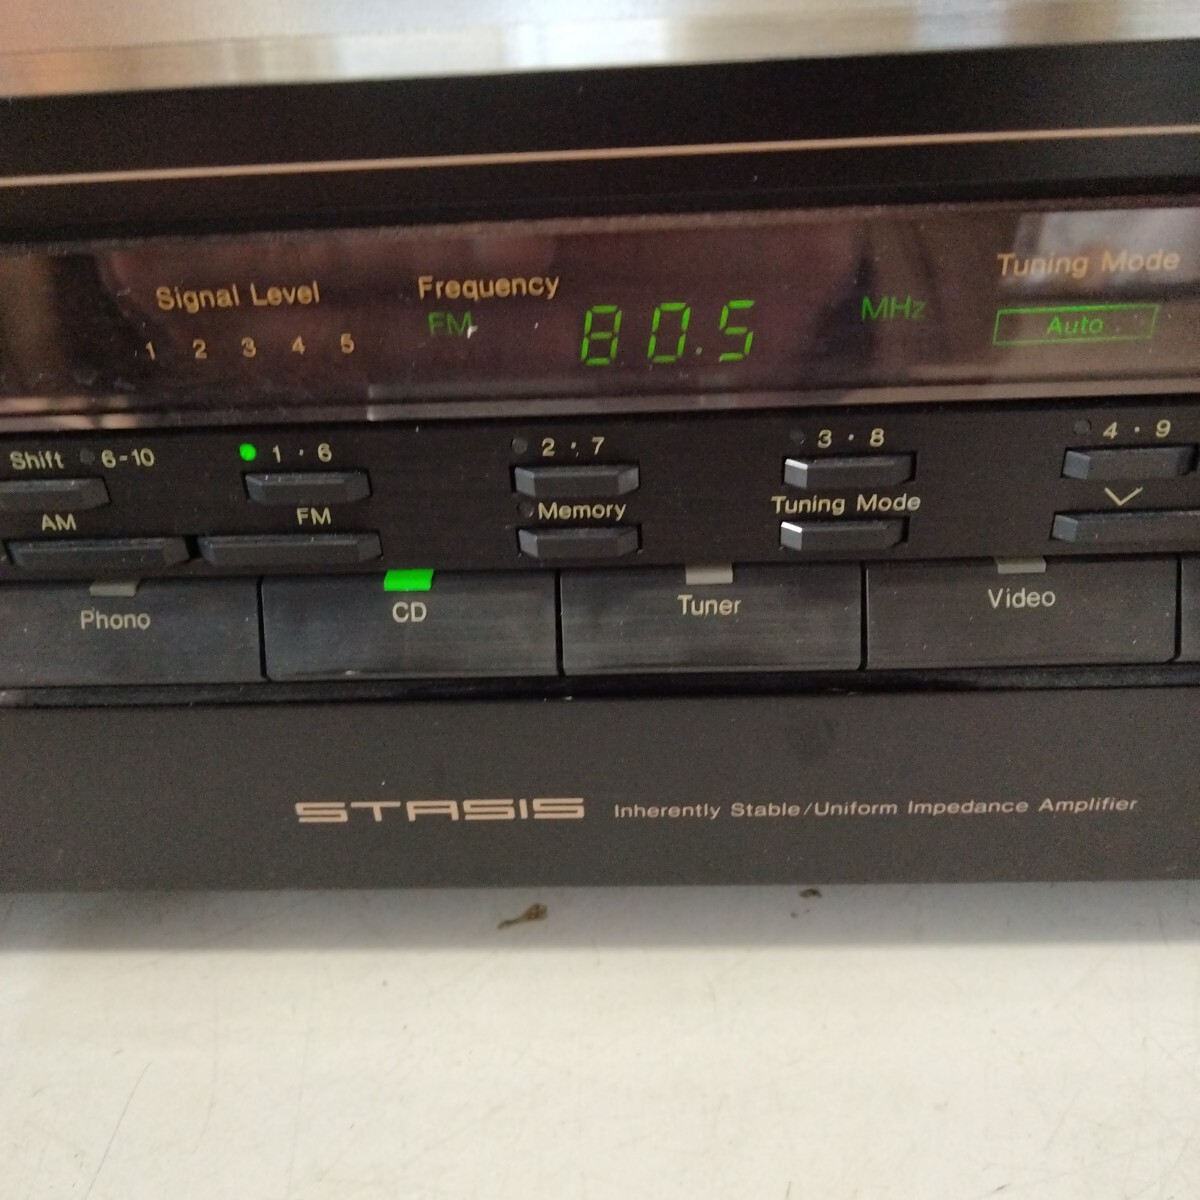 Signal Level Frequency Tuning Mode
FM 80.5 MHz Auto
1 2 3 4 5
Shift 6-10 1 · 6 2 · 7 3 · 8 4 · 9
AM FM Memory Tuning Mode
Phono CD Tuner Video
STASIS Inherently Stable/Uniform Impedance Amplifier